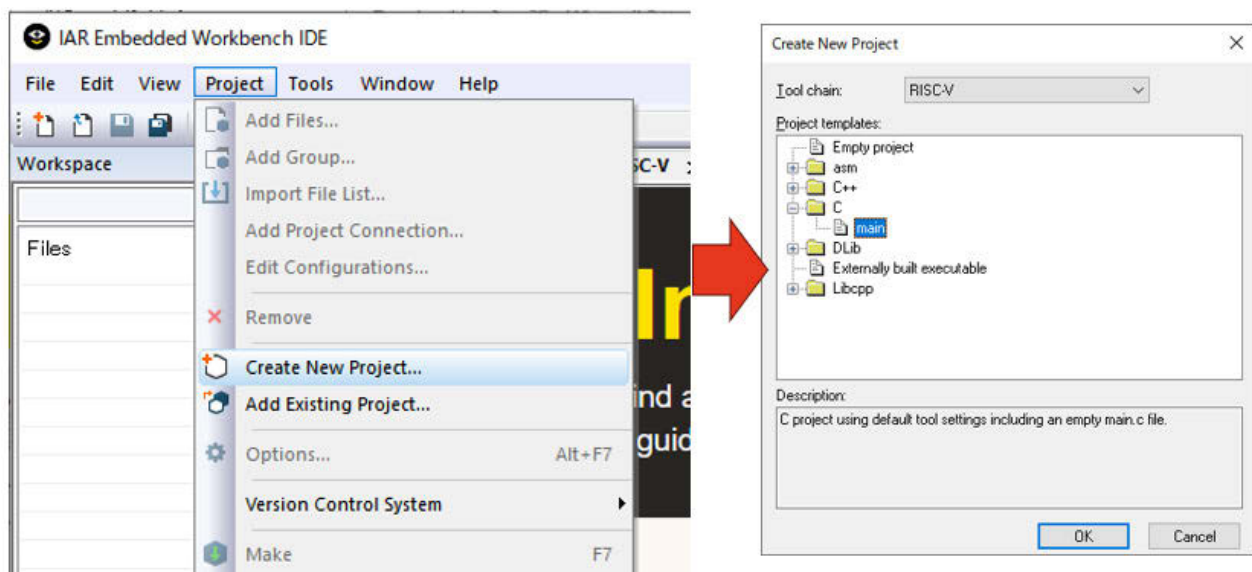 IAR Embedded Workbench IDE
File Edit View Project Tools Window Help
Workspace
Files
Add Files...
Add Group...
Import File List...
Add Project Connection...
Edit Configurations...
Remove
Create New Project...
Add Existing Project...
Options... Alt+F7
Version Control System
Make F7
SC-V
In
ind a
guid
Create New Project
Tool chain: RISC-V
Project templates:
Empty project
asm
C++
C
main
DLib
Externally built executable
Libcpp
Description:
C project using default tool settings including an empty main.c file.
OK Cancel